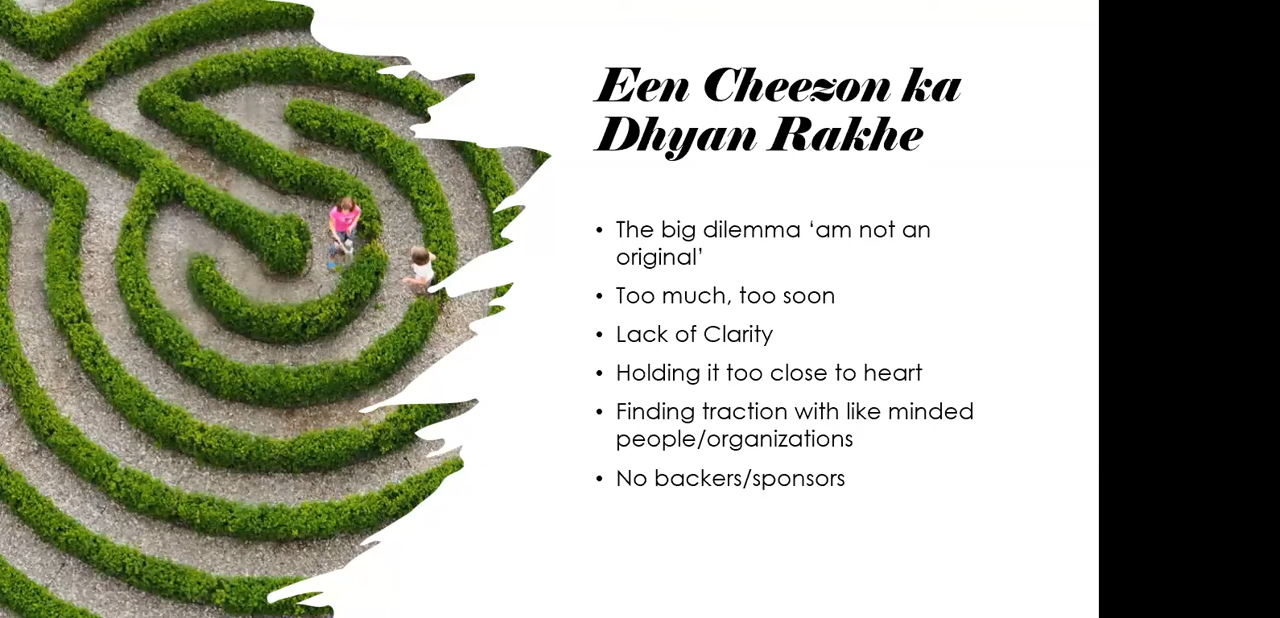 Een Cheezon ka
Dhyan Rakhe
• The big dilemma ‘am not an
original’
• Too much, too soon
• Lack of Clarity
• Holding it too close to heart
• Finding traction with like minded
people/organizations
• No backers/sponsors